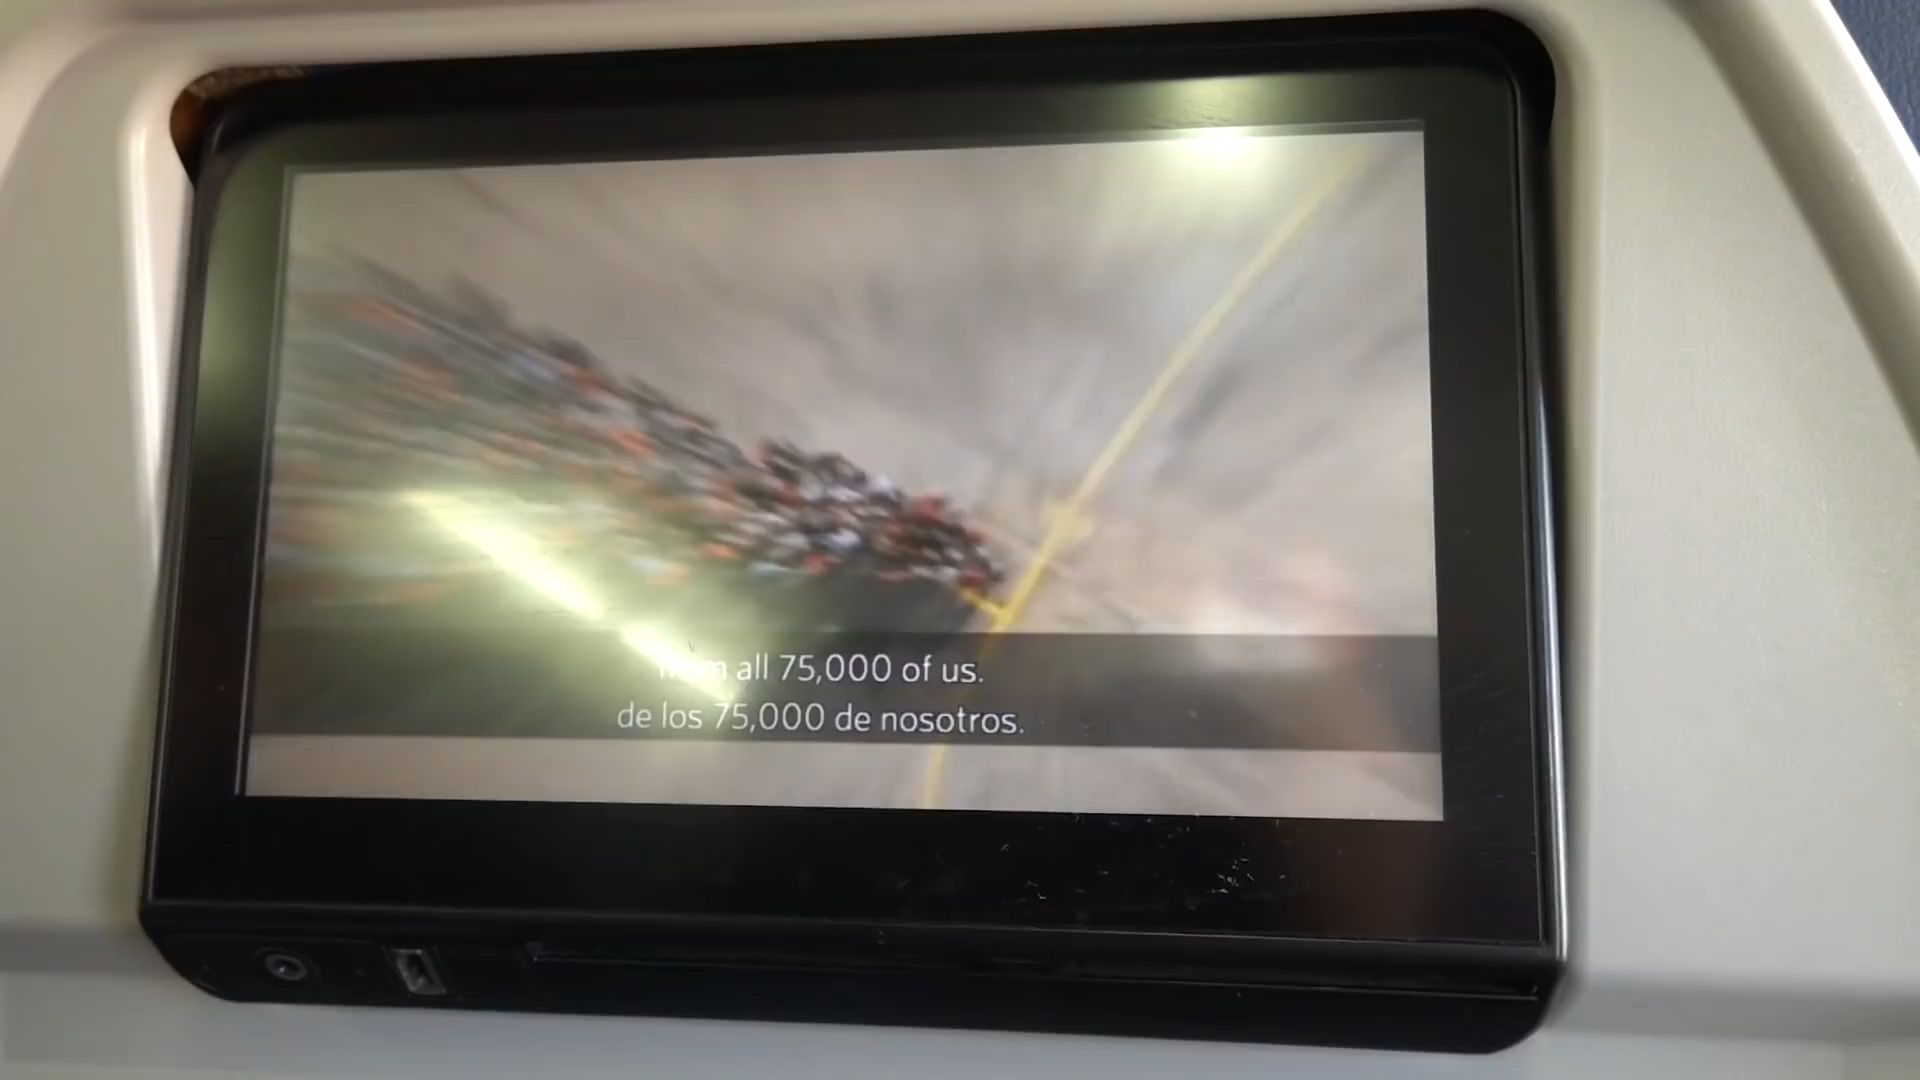 all 75,000 of us.
de los 75,000 de nosotros.